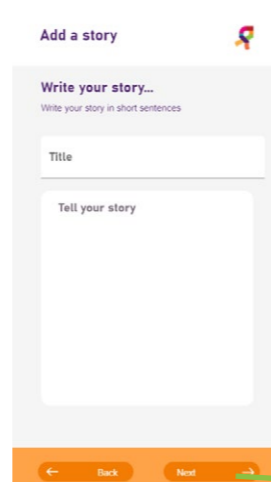 Add a story
Write your story...
Write your story in short sentences
Title
Tell your story
Back
Next